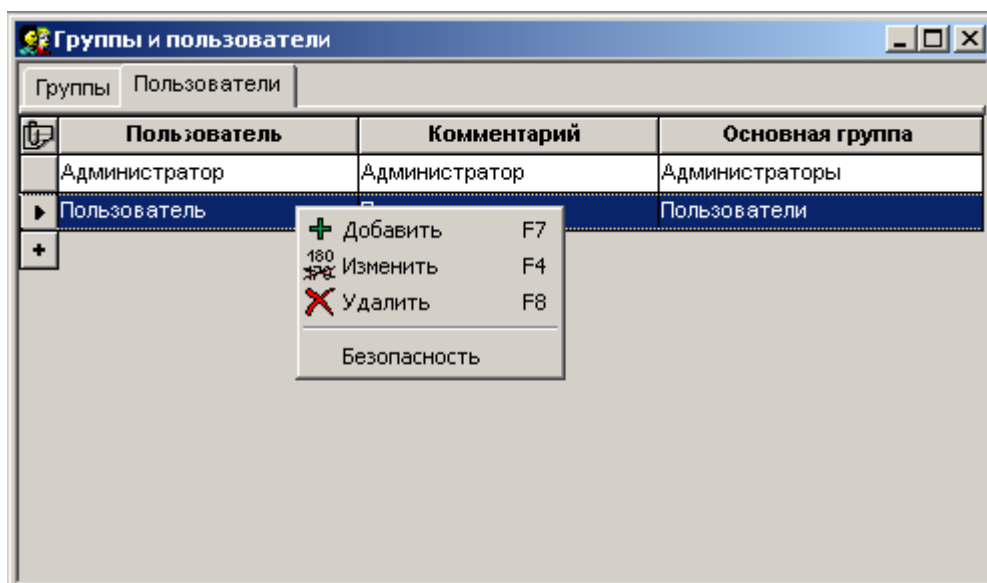 Группы и пользователи
Группы Пользователи
Пользователь Комментарий Основная группа
Администратор Администратор Администраторы
Пользователь Пользователи
Добавить F7
180 Изменить F4
Удалить F8
Безопасность